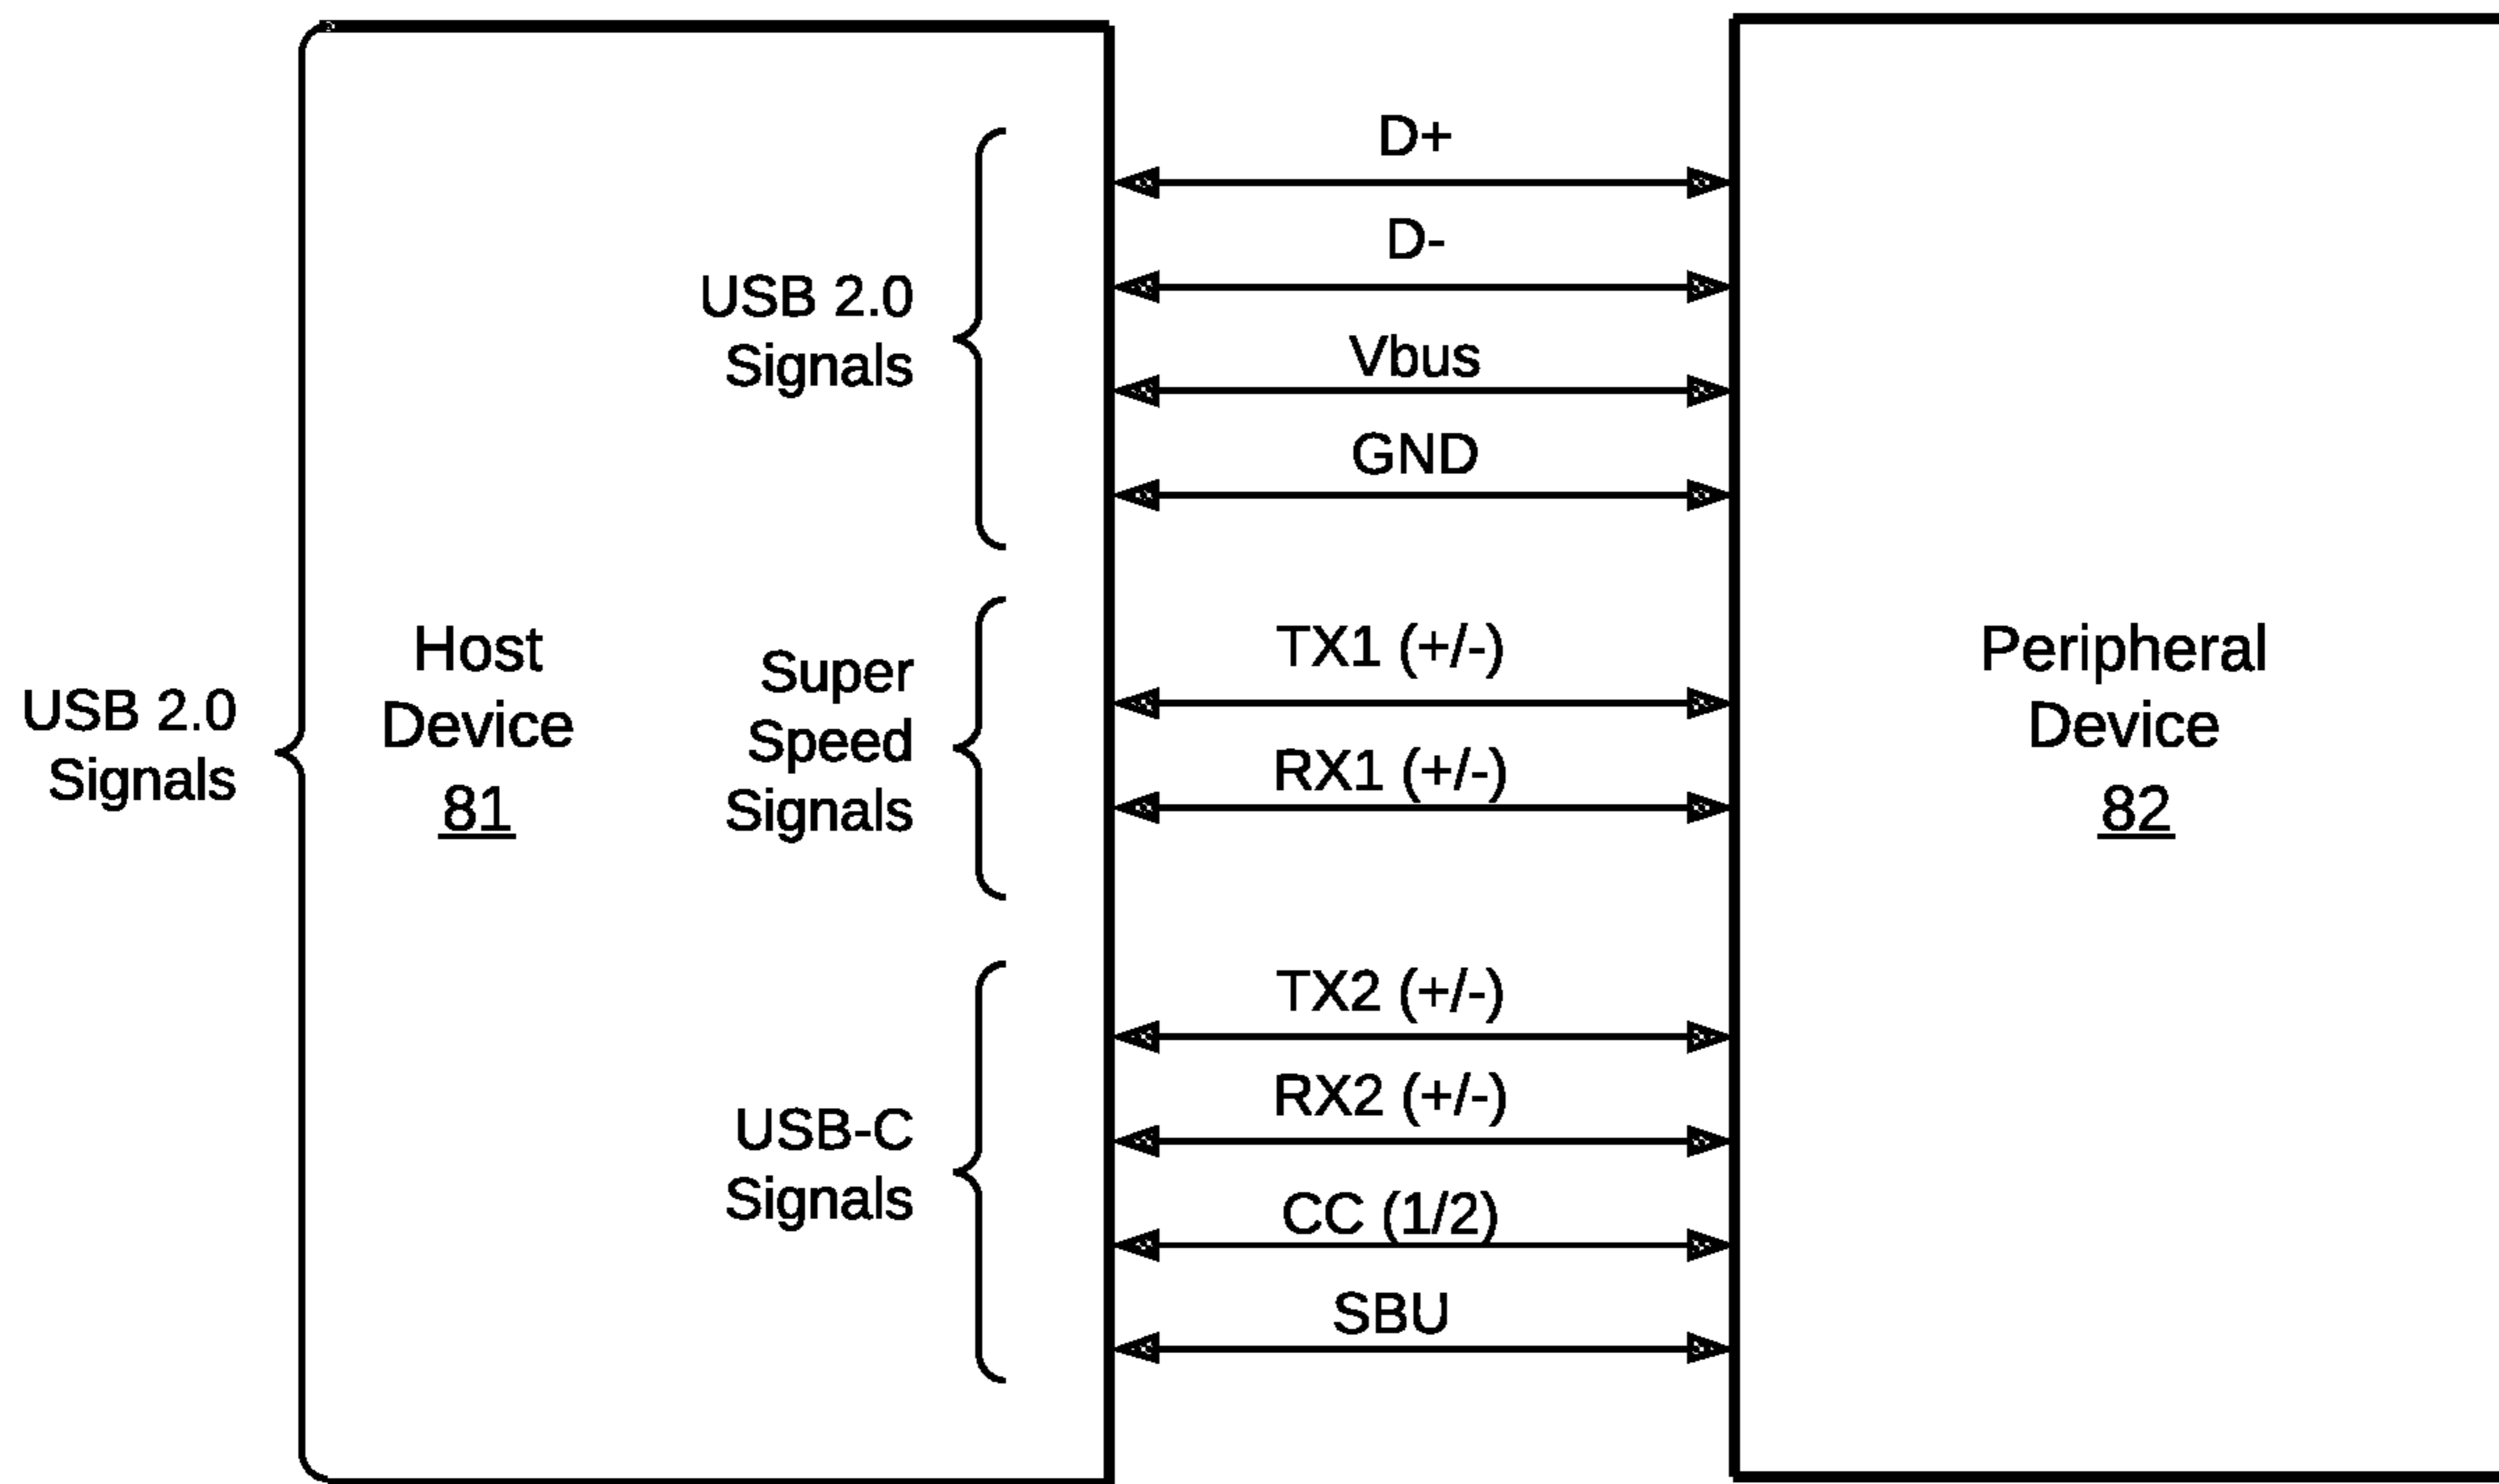 USB 2.0
Signals
Host
Device
81
USB 2.0
Signals
Super
Speed
Signals
USB-C
Signals
D+
D-
Vbus
GND
TX1 (+/-)
RX1 (+/-)
TX2 (+/-)
RX2 (+/-)
CC (1/2)
SBU
Peripheral
Device
82